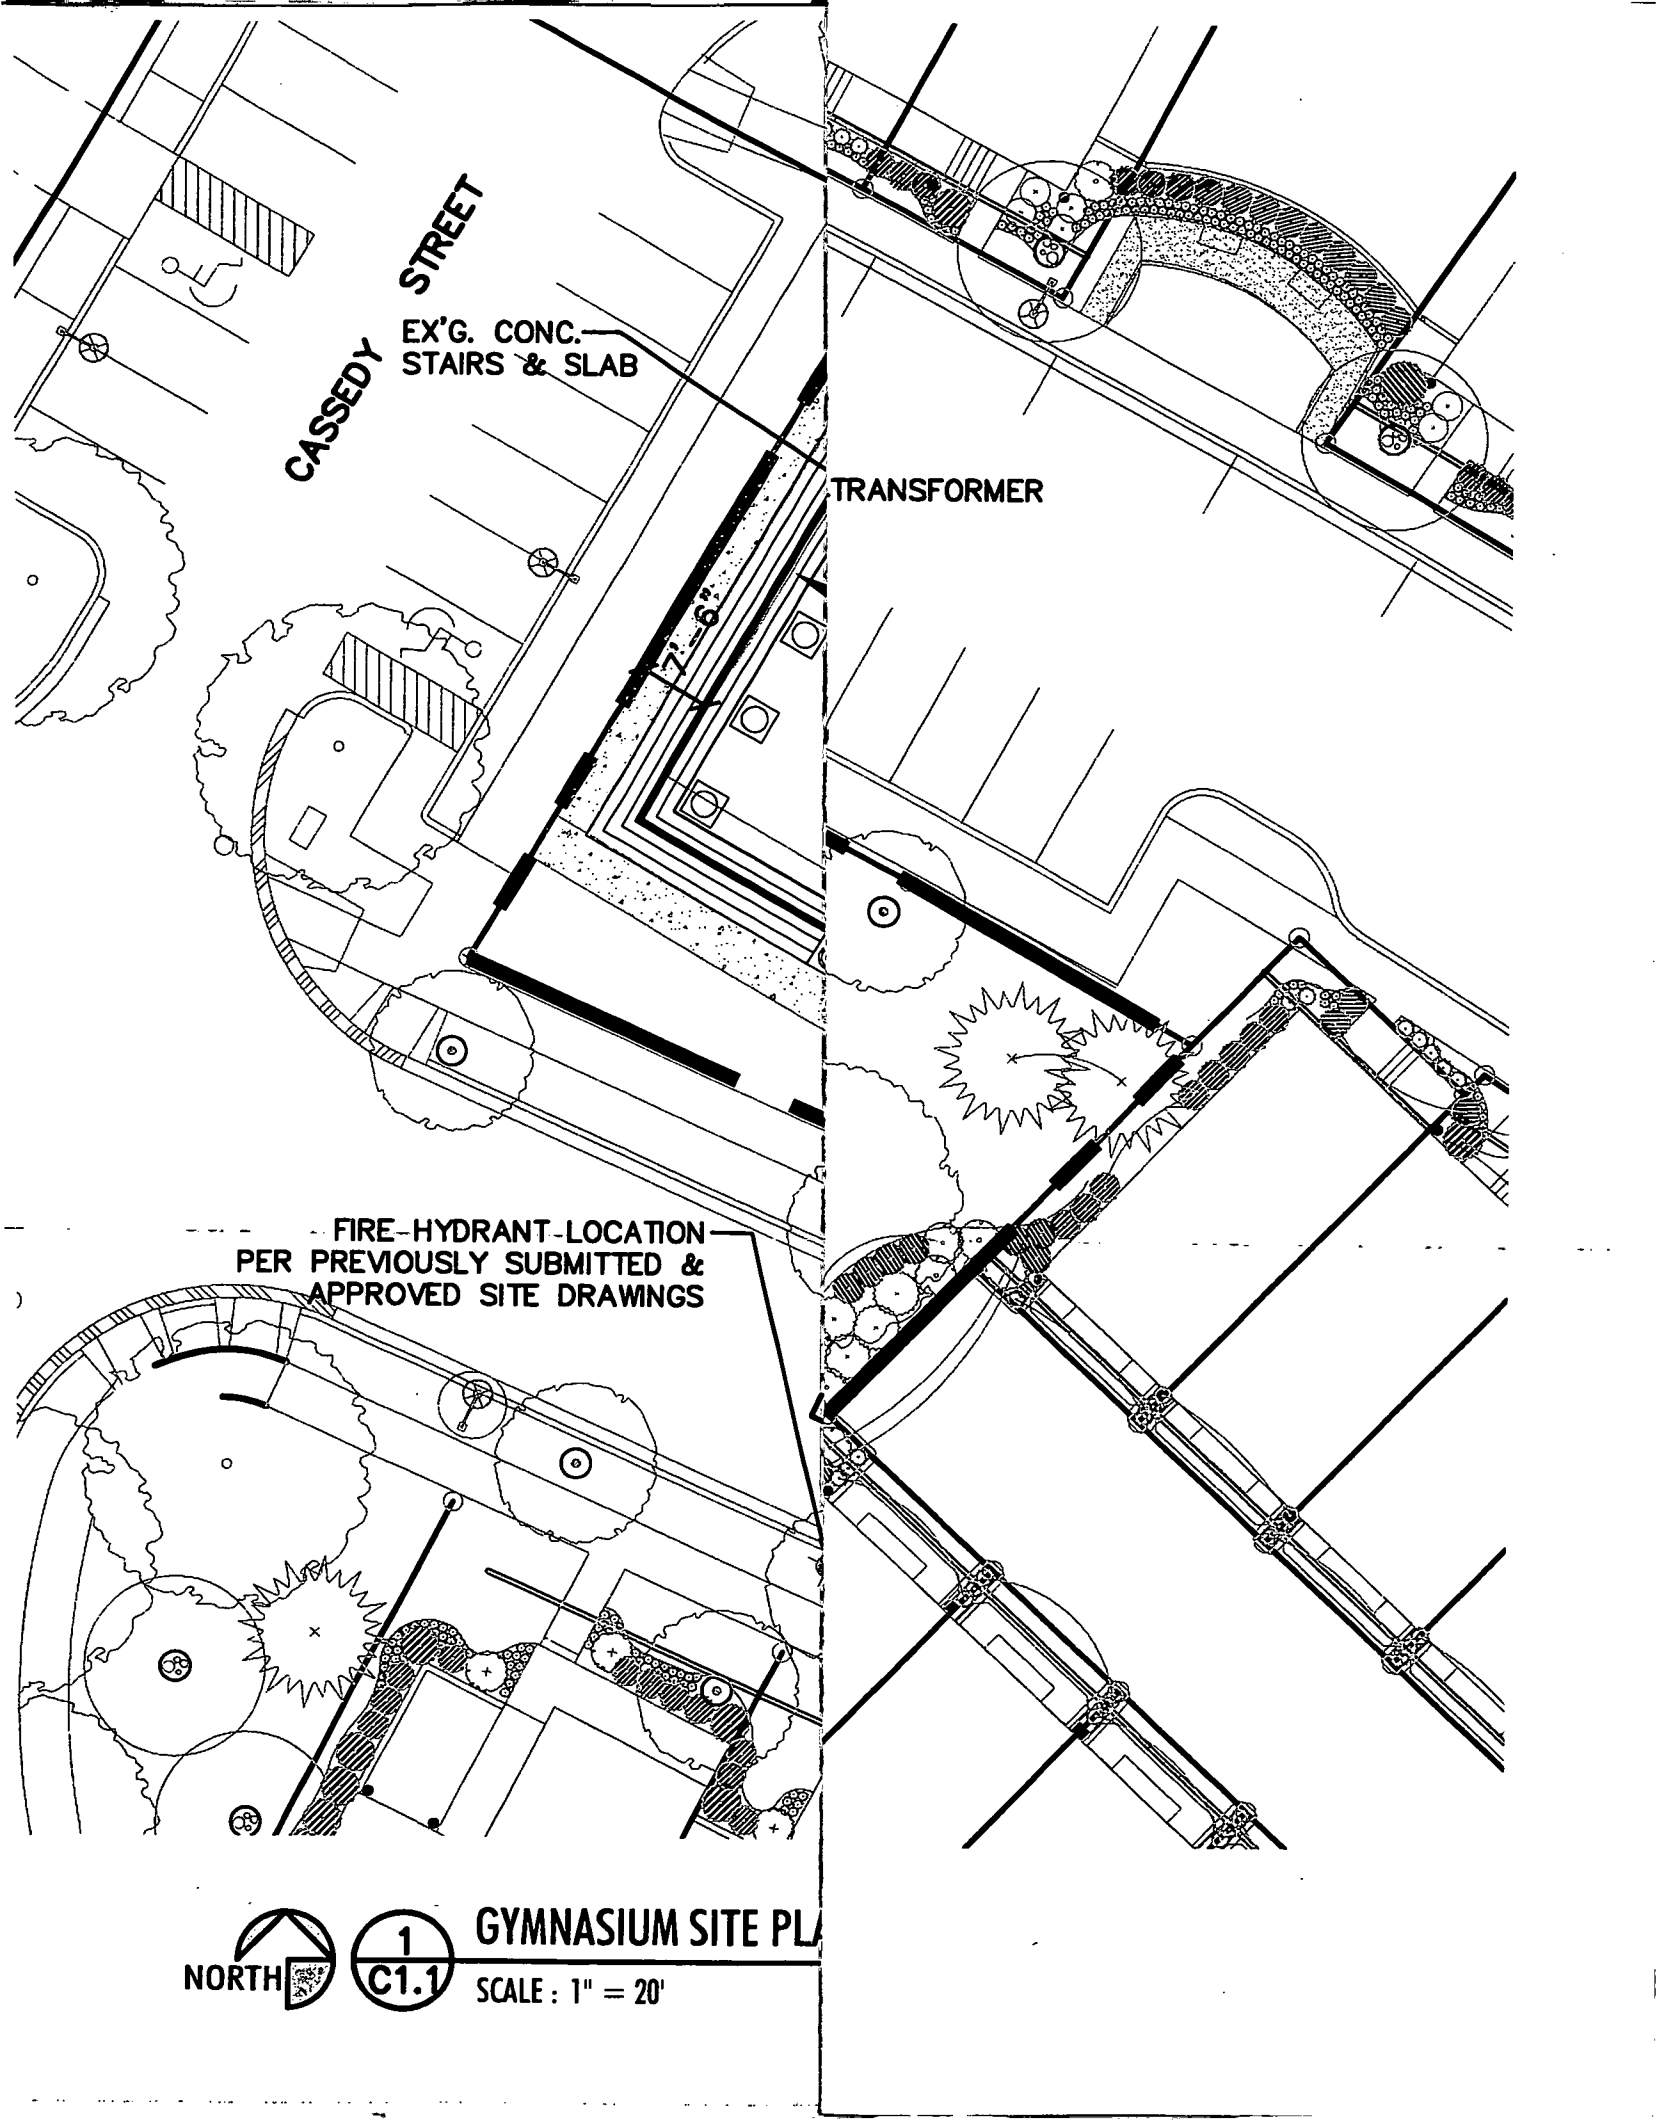 CASSEDY STREET
EX'G. CONC.
STAIRS & SLAB
TRANSFORMER
7'-6"
FIRE HYDRANT LOCATION
PER PREVIOUSLY SUBMITTED &
APPROVED SITE DRAWINGS
NORTH
1
C1.1
GYMNASIUM SITE PLA
SCALE : 1" = 20'